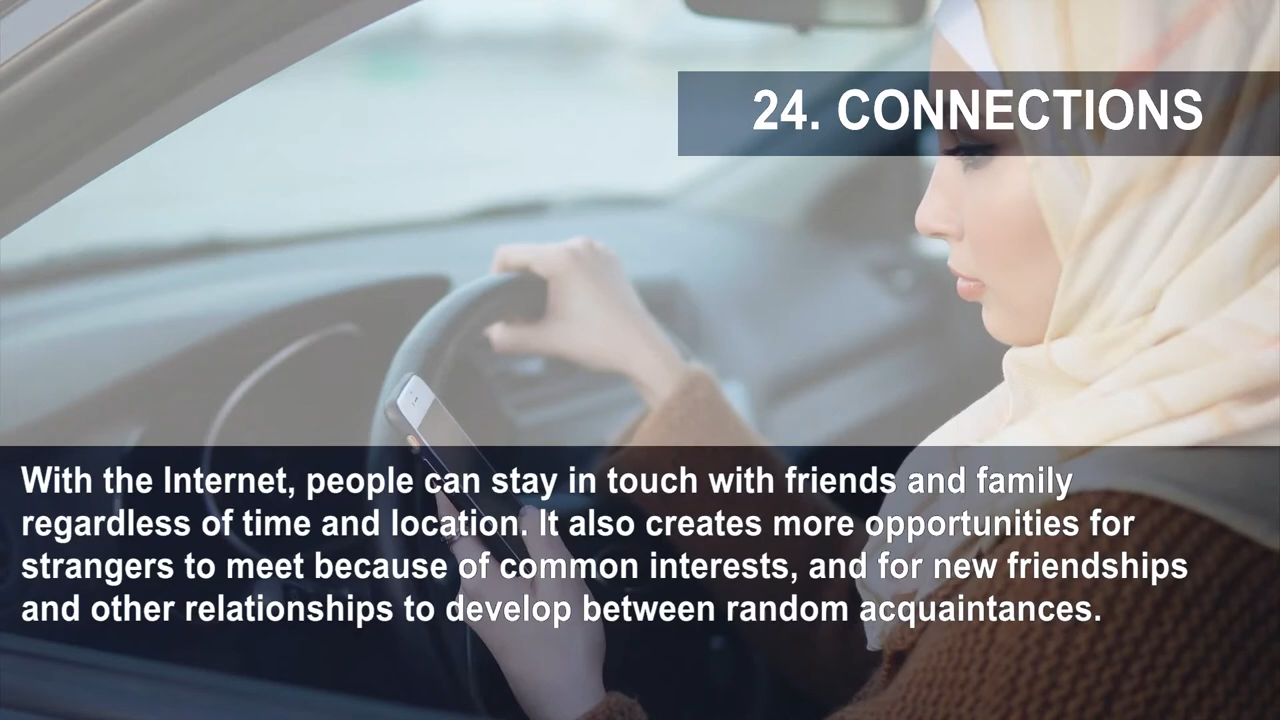 24. CONNECTIONS
With the Internet, people can stay in touch with friends and family
regardless of time and location. It also creates more opportunities for
strangers to meet because of common interests, and for new friendships
and other relationships to develop between random acquaintances.